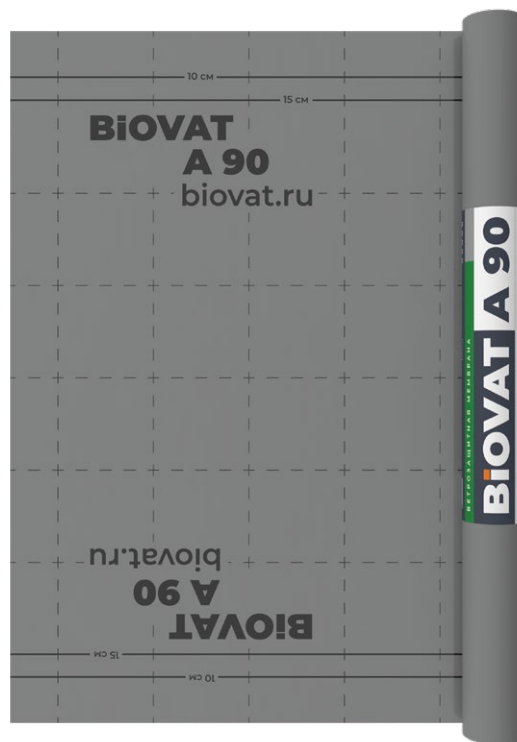 10 см
15 см
BiOVAT
A 90
biovat.ru
BiOVAT A 90
ВЕТРОЗАЩИТНАЯ МЕМБРАНА
biovat.ru
A 90
BiOVAT
15 см
10 см